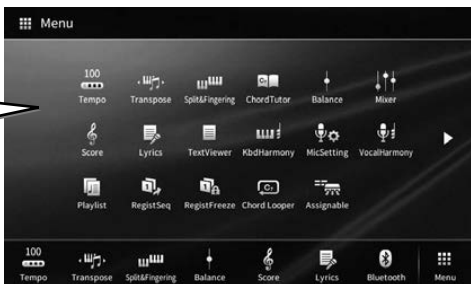 Menu
100
Tempo Transpose Split&Fingering ChordTutor Balance Mixer
Score Lyrics TextViewer KbdHarmony MicSetting VocalHarmony
Playlist RegistSeq RegistFreeze Chord Looper Assignable
100
Tempo Transpose Split&Fingering Balance Score Lyrics Bluetooth Menu